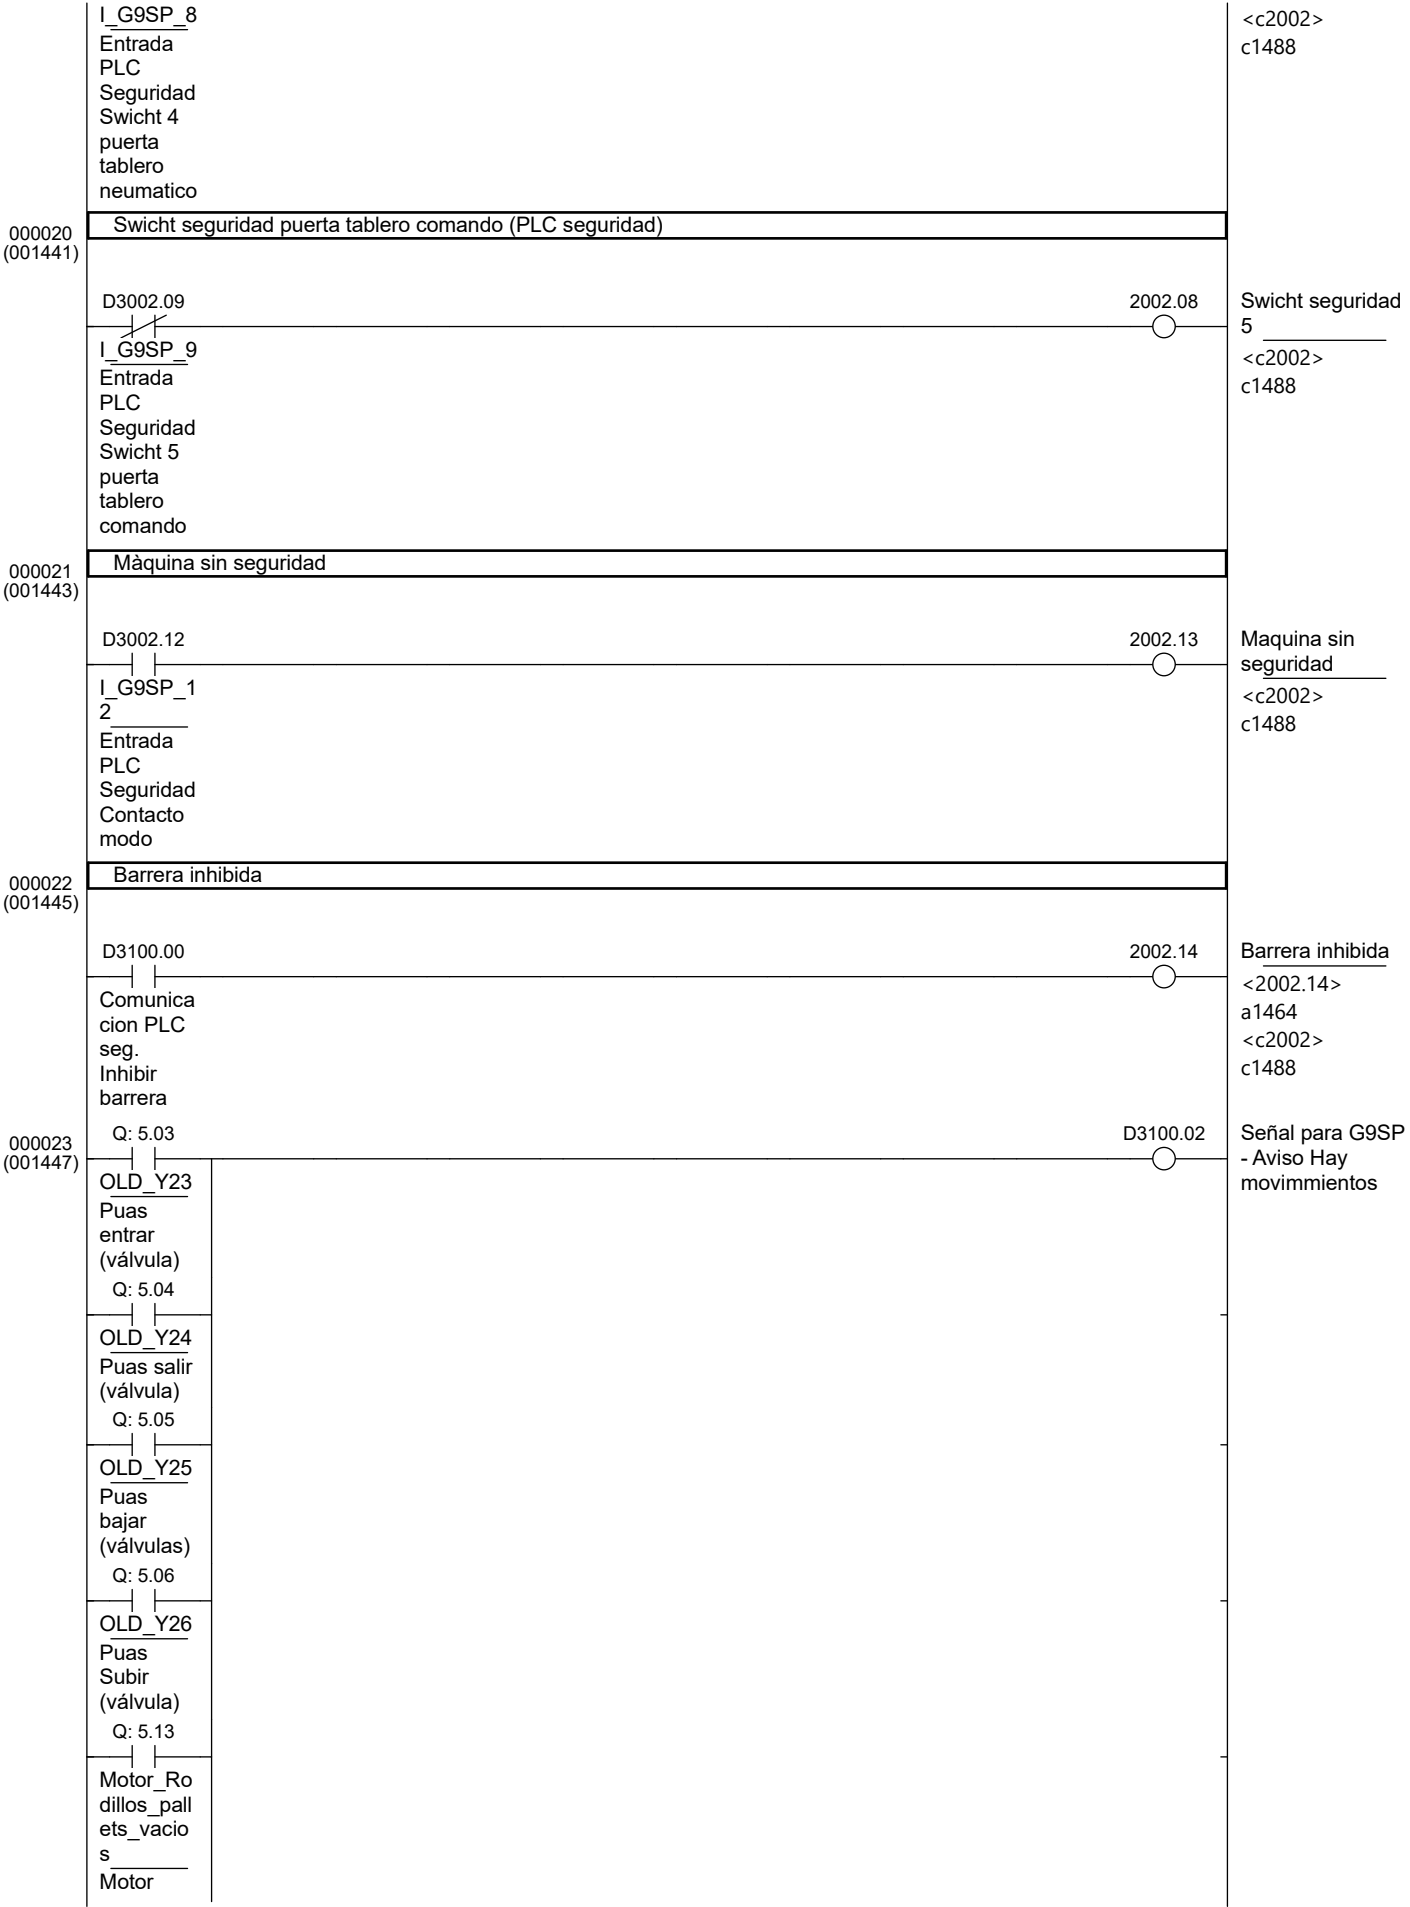 I_G9SP_8
Entrada
PLC
Seguridad
Swicht 4
puerta
tablero
neumatico
<c2002>
c1488
000020
(001441)
Swicht seguridad puerta tablero comando (PLC seguridad)
D3002.09
I_G9SP_9
Entrada
PLC
Seguridad
Swicht 5
puerta
tablero
comando
2002.08
Swicht seguridad
5
<c2002>
c1488
000021
(001443)
Màquina sin seguridad
D3002.12
I_G9SP_1
2
Entrada
PLC
Seguridad
Contacto
modo
2002.13
Maquina sin
seguridad
<c2002>
c1488
000022
(001445)
Barrera inhibida
D3100.00
Comunica
cion PLC
seg.
Inhibir
barrera
2002.14
Barrera inhibida
<2002.14>
a1464
<c2002>
c1488
000023
(001447)
Q: 5.03
OLD_Y23
Puas
entrar
(válvula)
D3100.02
Señal para G9SP
- Aviso Hay
movimmientos
Q: 5.04
OLD_Y24
Puas salir
(válvula)
Q: 5.05
OLD_Y25
Puas
bajar
(válvulas)
Q: 5.06
OLD_Y26
Puas
Subir
(válvula)
Q: 5.13
Motor_Ro
dillos_pall
ets_vacio
s
Motor